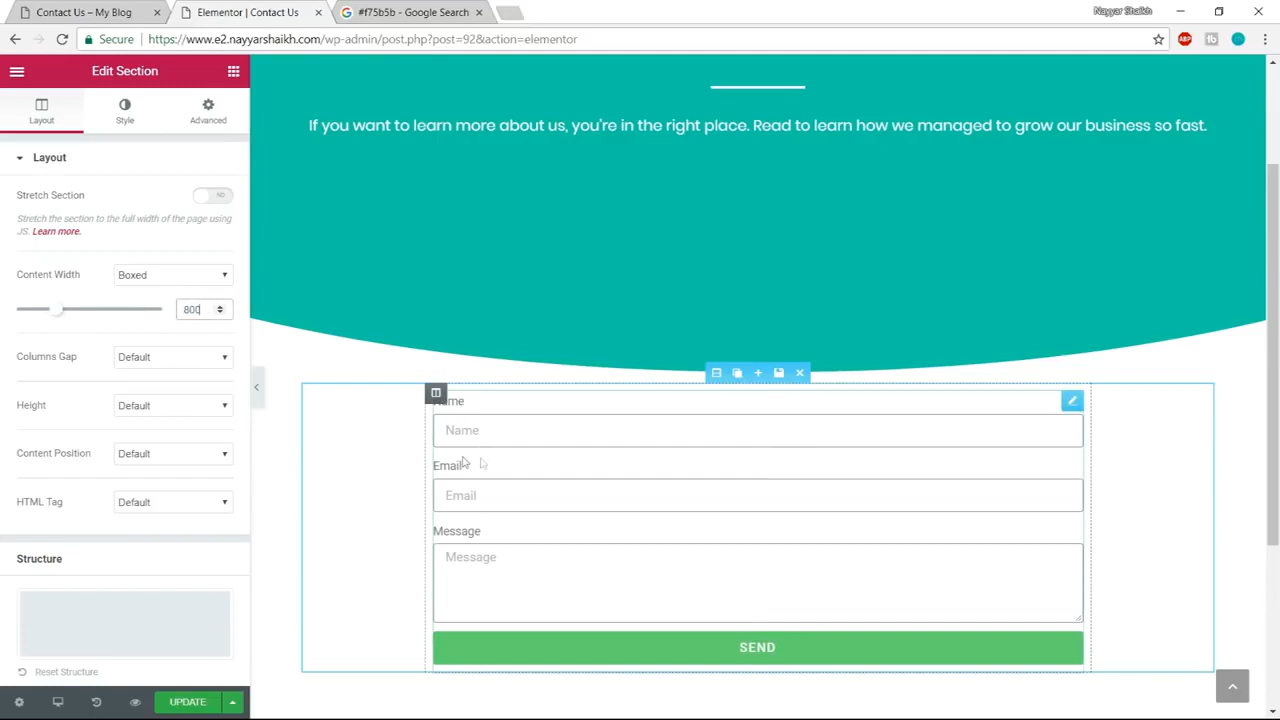 Contact Us – My Blog
Elementor | Contact Us
#f75b5b - Google Search
Nayyar Shaikh
Secure
https://www.e2.nayyarshaikh.com/wp-admin/post.php?post=92&action=elementor
ABP
Edit Section
Layout
Style
Advanced
Layout
Stretch Section
NO
Stretch the section to the full width of the page using
JS. Learn more.
Content Width
Boxed
800
Columns Gap
Default
Height
Default
Content Position
Default
HTML Tag
Default
Structure
Reset Structure
UPDATE
If you want to learn more about us, you're in the right place. Read to learn how we managed to grow our business so fast.
ame
Name
Email
Email
Message
Message
SEND